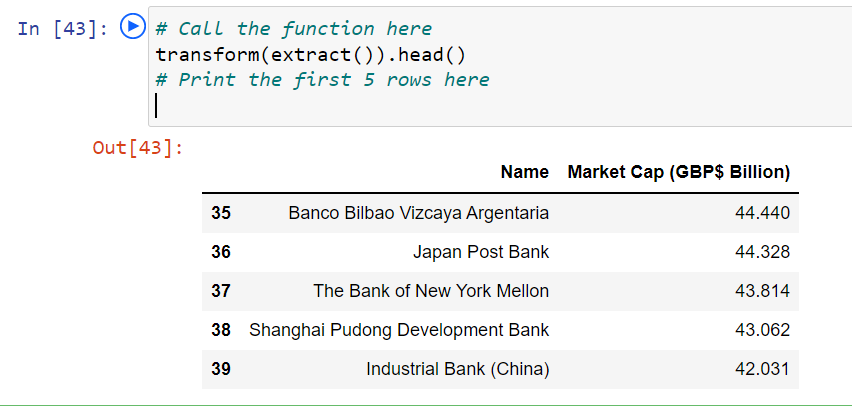 In [43]:
# Call the function here
transform(extract()).head()
# Print the first 5 rows here
Out[43]:
Name Market Cap (GBP$ Billion)
35 Banco Bilbao Vizcaya Argentaria 44.440
36 Japan Post Bank 44.328
37 The Bank of New York Mellon 43.814
38 Shanghai Pudong Development Bank 43.062
39 Industrial Bank (China) 42.031